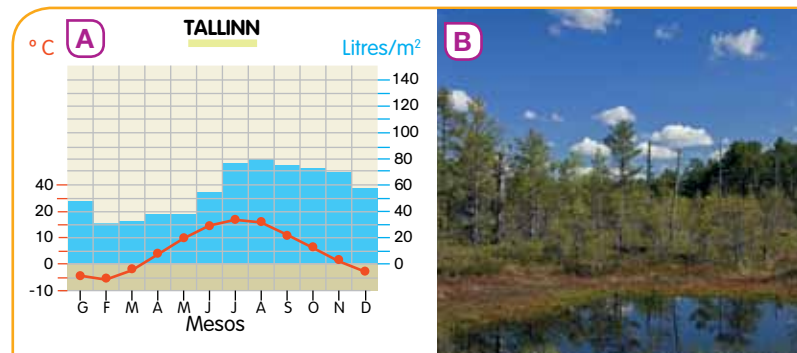 A
TALLINN
B
° C
Litres/m²
140
120
100
40
80
60
20
40
10
20
0
0
-10
G F M A M J J A S O N D
Mesos